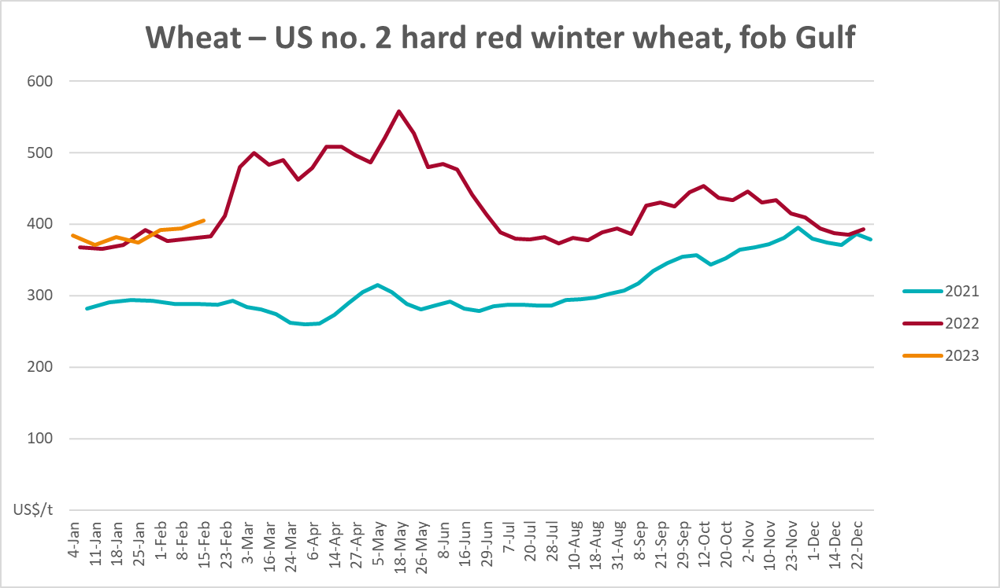 Wheat – US no. 2 hard red winter wheat, fob Gulf
600
500
400
300
200
100
US$/t
4-Jan
11-Jan
18-Jan
25-Jan
1-Feb
8-Feb
15-Feb
23-Feb
3-Mar
16-Mar
24-Mar
6-Apr
14-Apr
27-Apr
5-May
18-May
26-May
8-Jun
16-Jun
29-Jun
7-Jul
20-Jul
28-Jul
10-Aug
18-Aug
31-Aug
8-Sep
21-Sep
29-Sep
12-Oct
20-Oct
2-Nov
10-Nov
23-Nov
1-Dec
14-Dec
22-Dec
2021
2022
2023